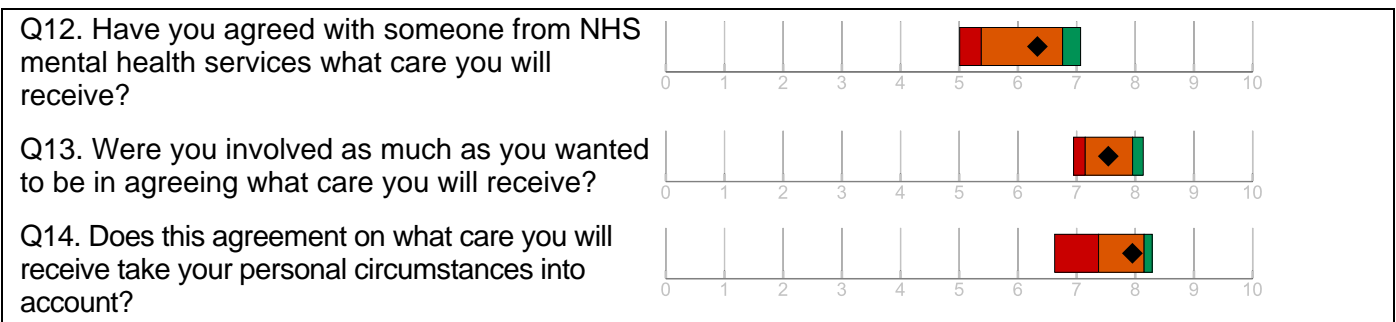 Q12. Have you agreed with someone from NHS
mental health services what care you will
receive?
0 1 2 3 4 5 6 7 8 9 10
Q13. Were you involved as much as you wanted
to be in agreeing what care you will receive?
0 1 2 3 4 5 6 7 8 9 10
Q14. Does this agreement on what care you will
receive take your personal circumstances into
account?
0 1 2 3 4 5 6 7 8 9 10